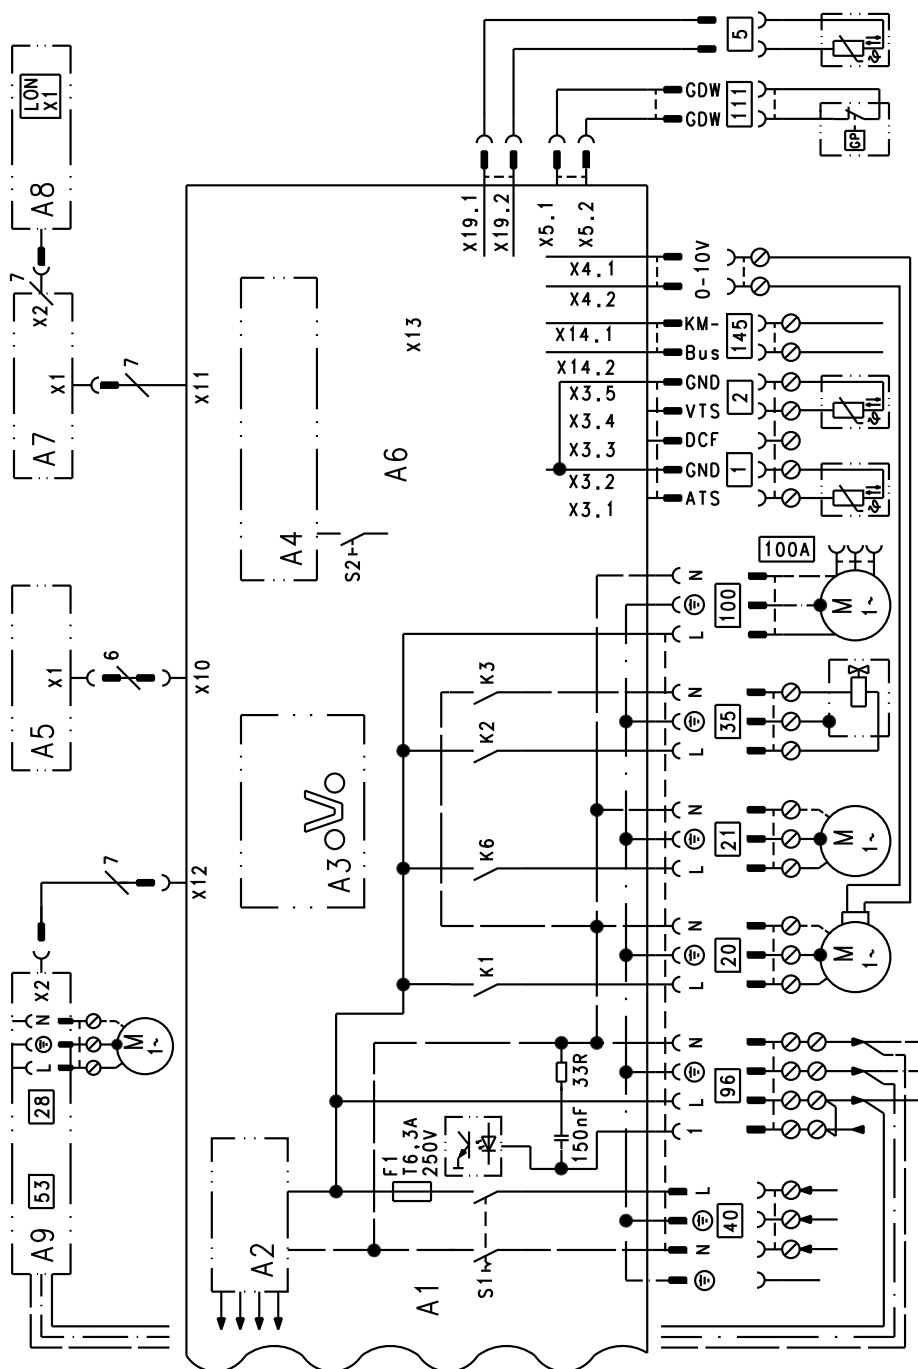 LON
X1
A8
X2
7
X1
A7
7
X11
X1
A5
6
X10
X12
7
X2
N
L
28
53
A9
M
1~
X19.1
X19.2
X5.1
X5.2
5
GDW
GDW
111
GP
ϑ
X13
A6
A4
S2
A3
A2
A1
X4.1
X4.2
0-10V
X14.1
X14.2
KM-
Bus
145
X3.5
X3.4
X3.3
X3.2
X3.1
GND
VTS
DCF
GND
ATS
2
1
ϑ
ϑ
100A
N
L
100
M
1~
K3
K2
N
L
35
K6
N
L
21
M
1~
K1
N
L
20
M
1~
33R
150nF
N
L
1
96
F1
T6,3A
250V
S1
L
N
40